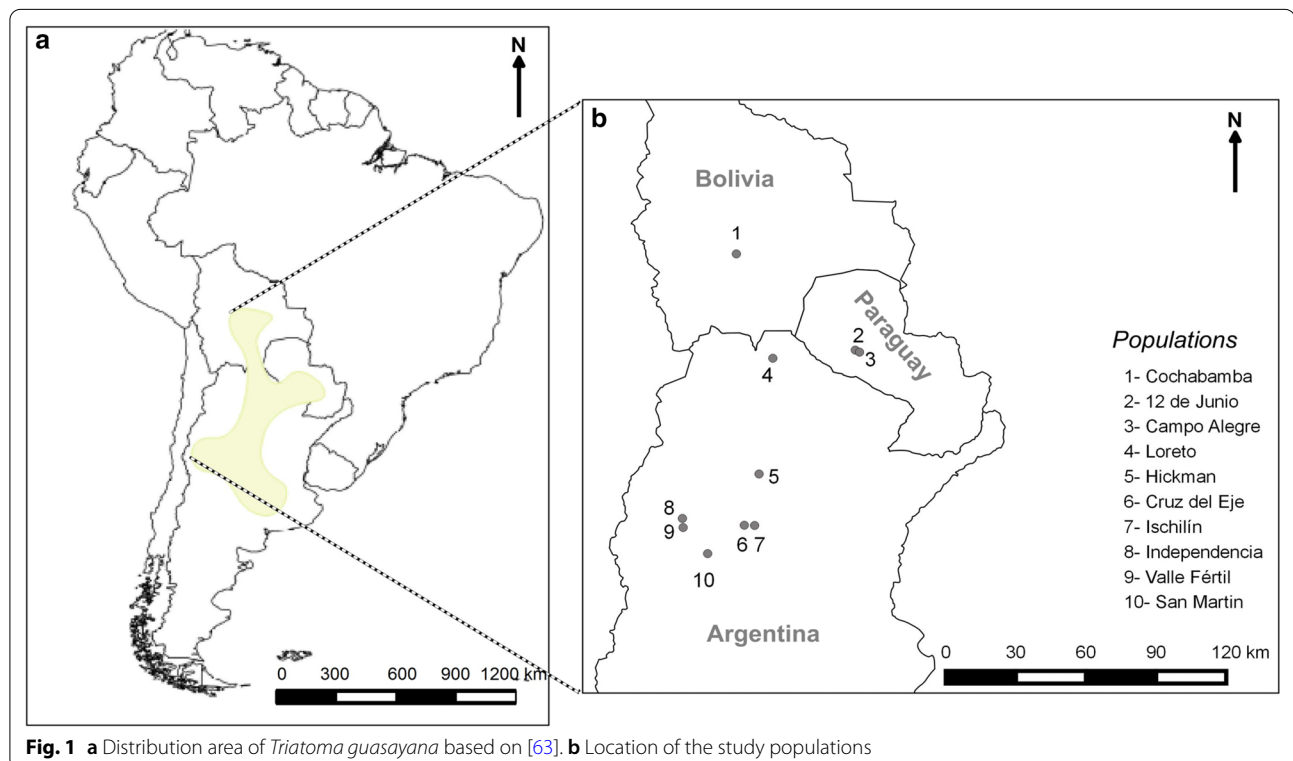 a
N
0 300 600 900 1200 km
b
N
Bolivia
1
Paraguay
2
3
4
5
8
9
6 7
10
Argentina
Populations
1- Cochabamba
2- 12 de Junio
3- Campo Alegre
4- Loreto
5- Hickman
6- Cruz del Eje
7- Ischilín
8- Independencia
9- Valle Fértil
10- San Martin
0 30 60 90 120 km
Fig. 1 a Distribution area of Triatoma guasayana based on [63]. b Location of the study populations